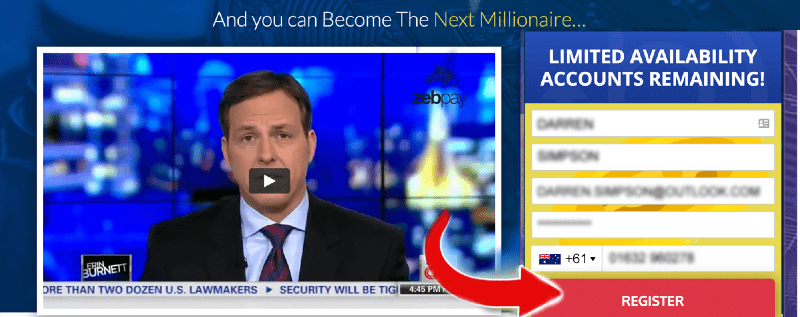 And you can Become The Next Millionaire...
LIMITED AVAILABILITY
ACCOUNTS REMAINING!
zebpay
DARREN
SIMPSON
DARREN.SIMPSON@OUTLOOK.COM
ERIN
BURNETT
+61
01632 960278
ORE THAN TWO DOZEN U.S. LAWMAKERS ▶ SECURITY WILL BE TIG
4:45 PM
REGISTER